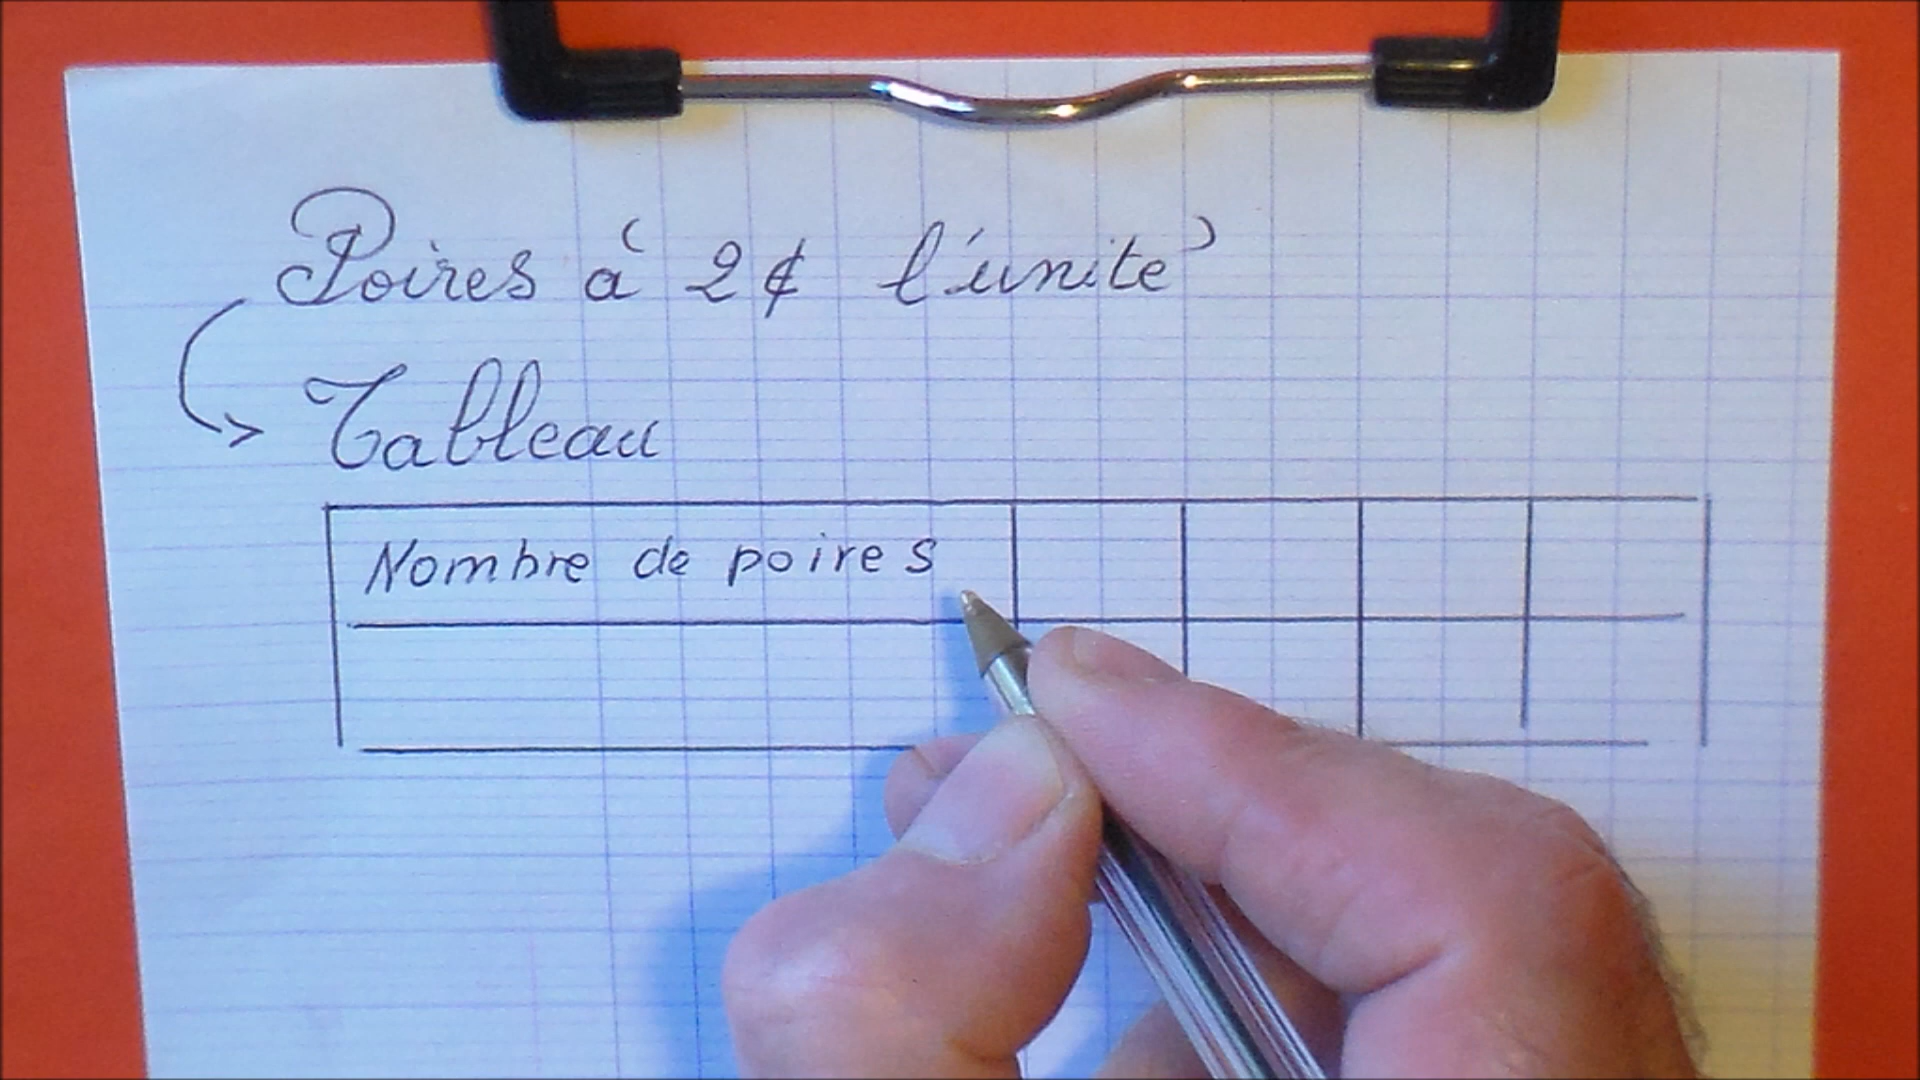 Poires à 2 ¢ l'unité
Tableau
Nombre de poires